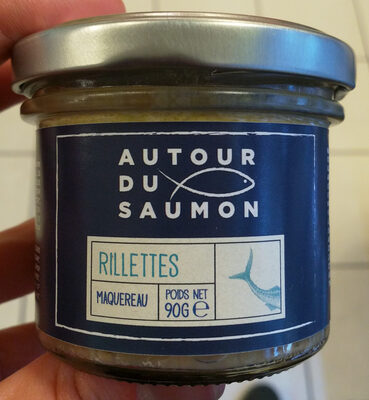 AUTOUR
DU
SAUMON
RILLETTES
MAQUEREAU
POIDS NET
90G e